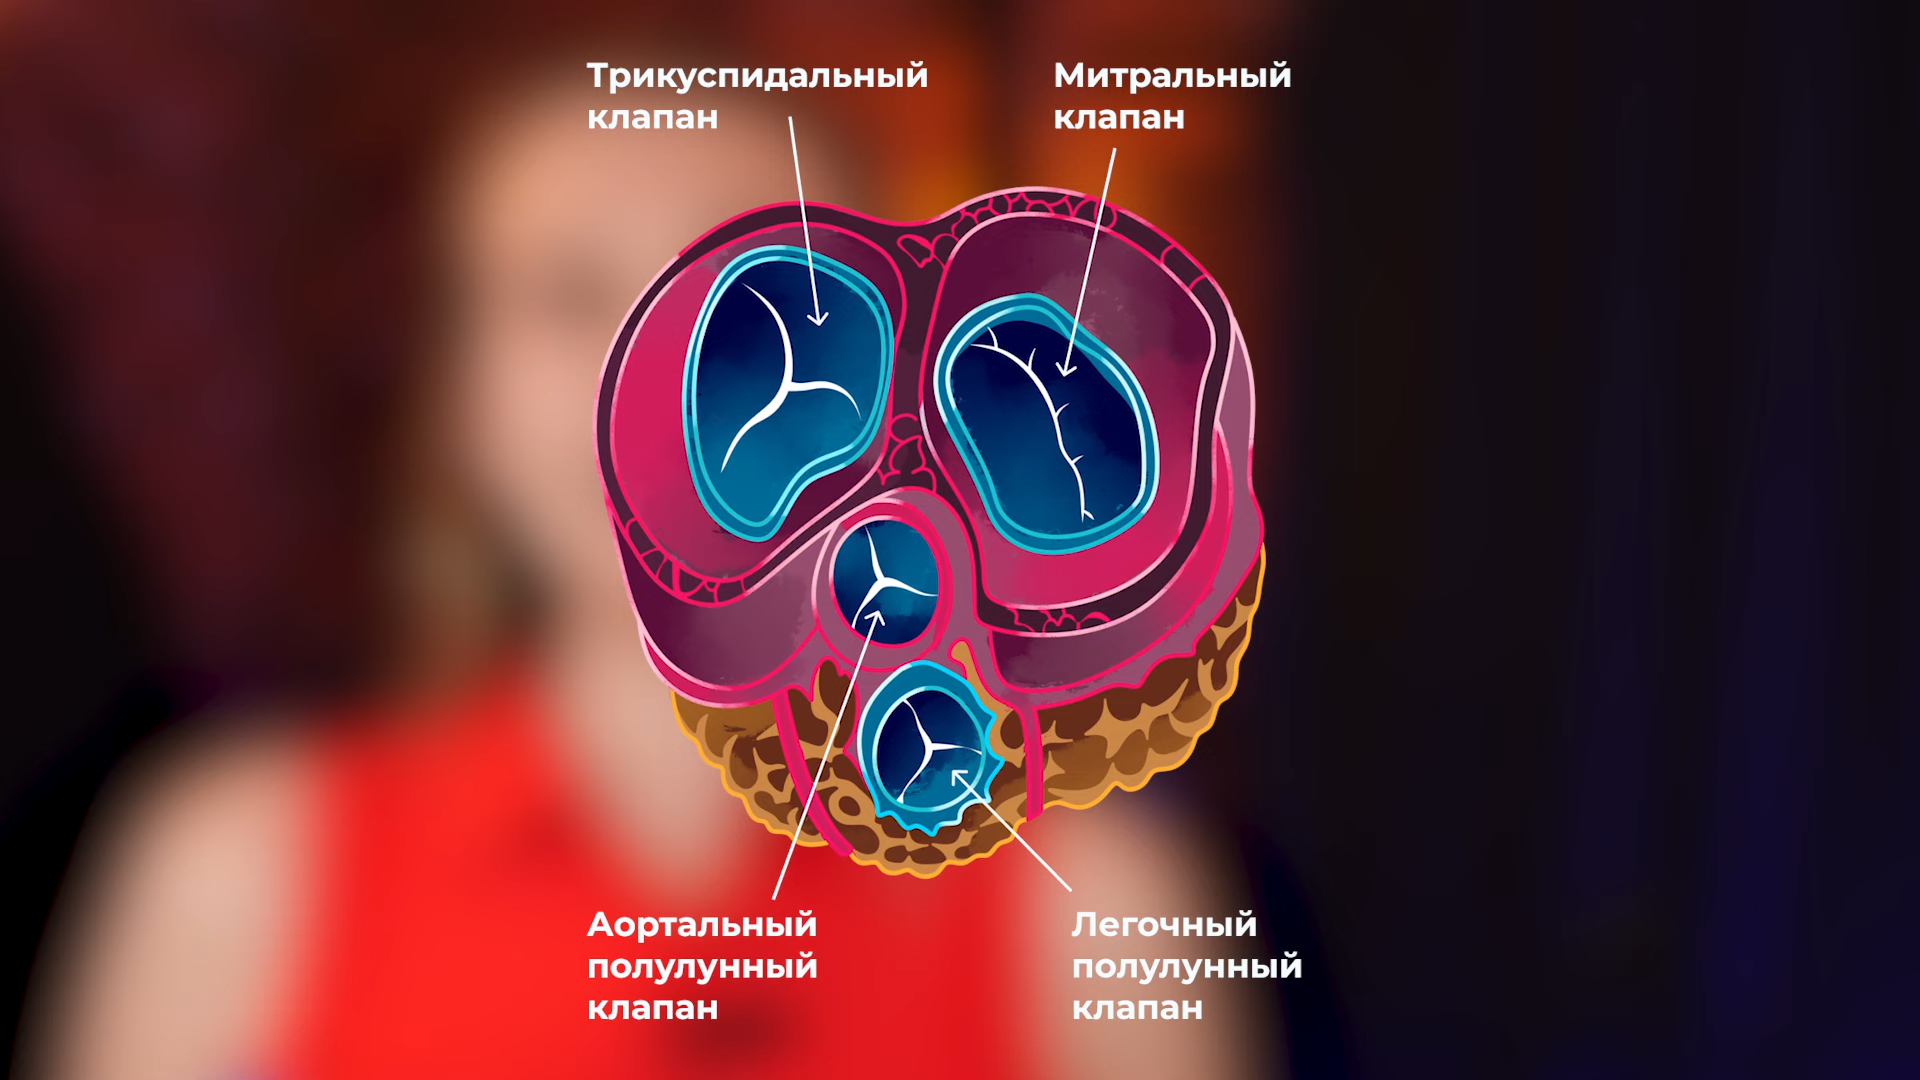 Трикуспидальный
клапан
Митральный
клапан
Аортальный
полулунный
клапан
Легочный
полулунный
клапан